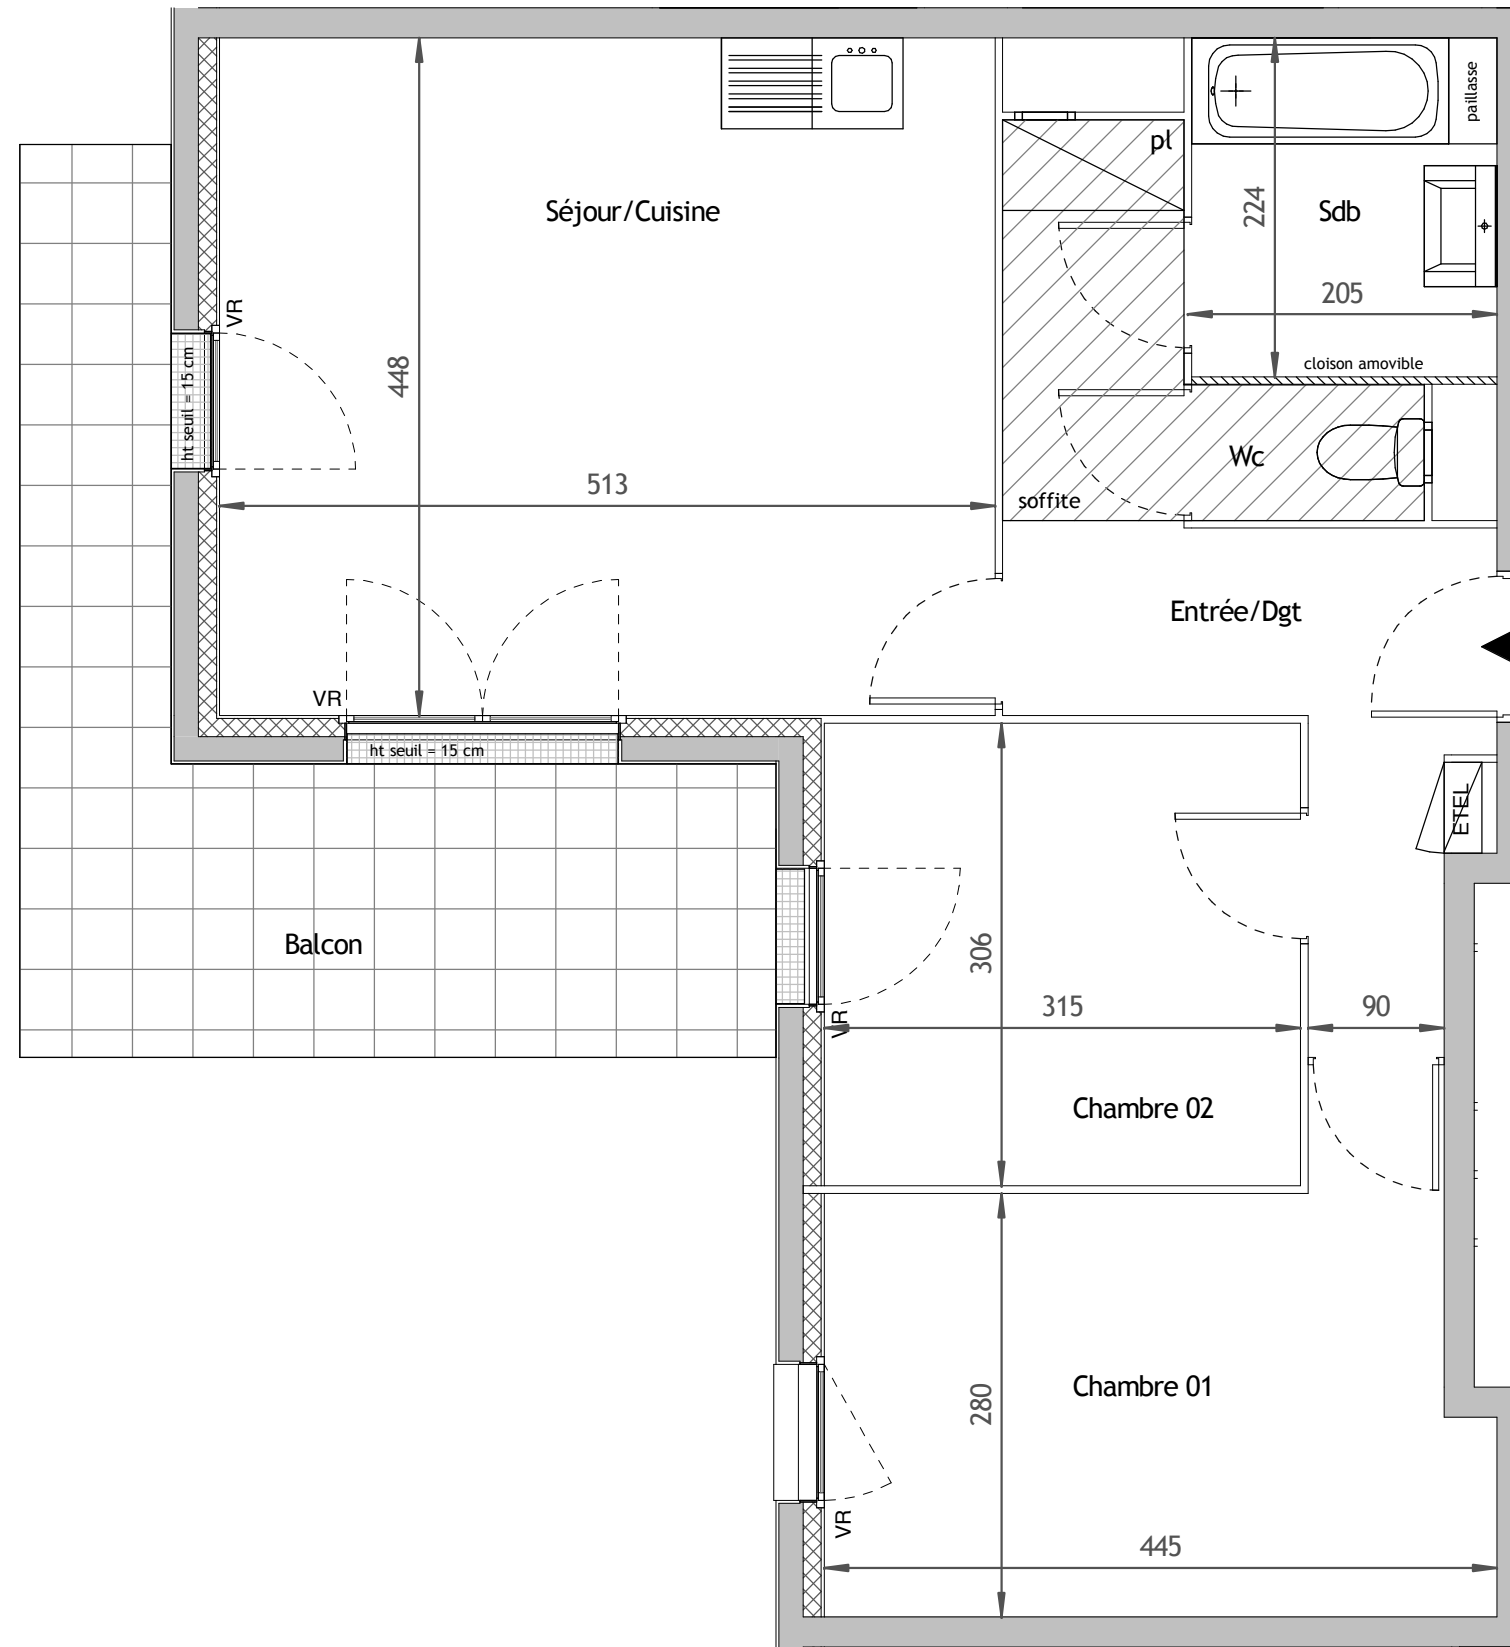 paillasse
pl
Séjour/Cuisine
224
Sdb
205
VR
ht seuil = 15 cm
448
cloison amovible
Wc
513
soffite
Entrée/Dgt
VR
ht seuil = 15 cm
ETEL
Balcon
306
315
90
VR
Chambre 02
280
Chambre 01
VR
445